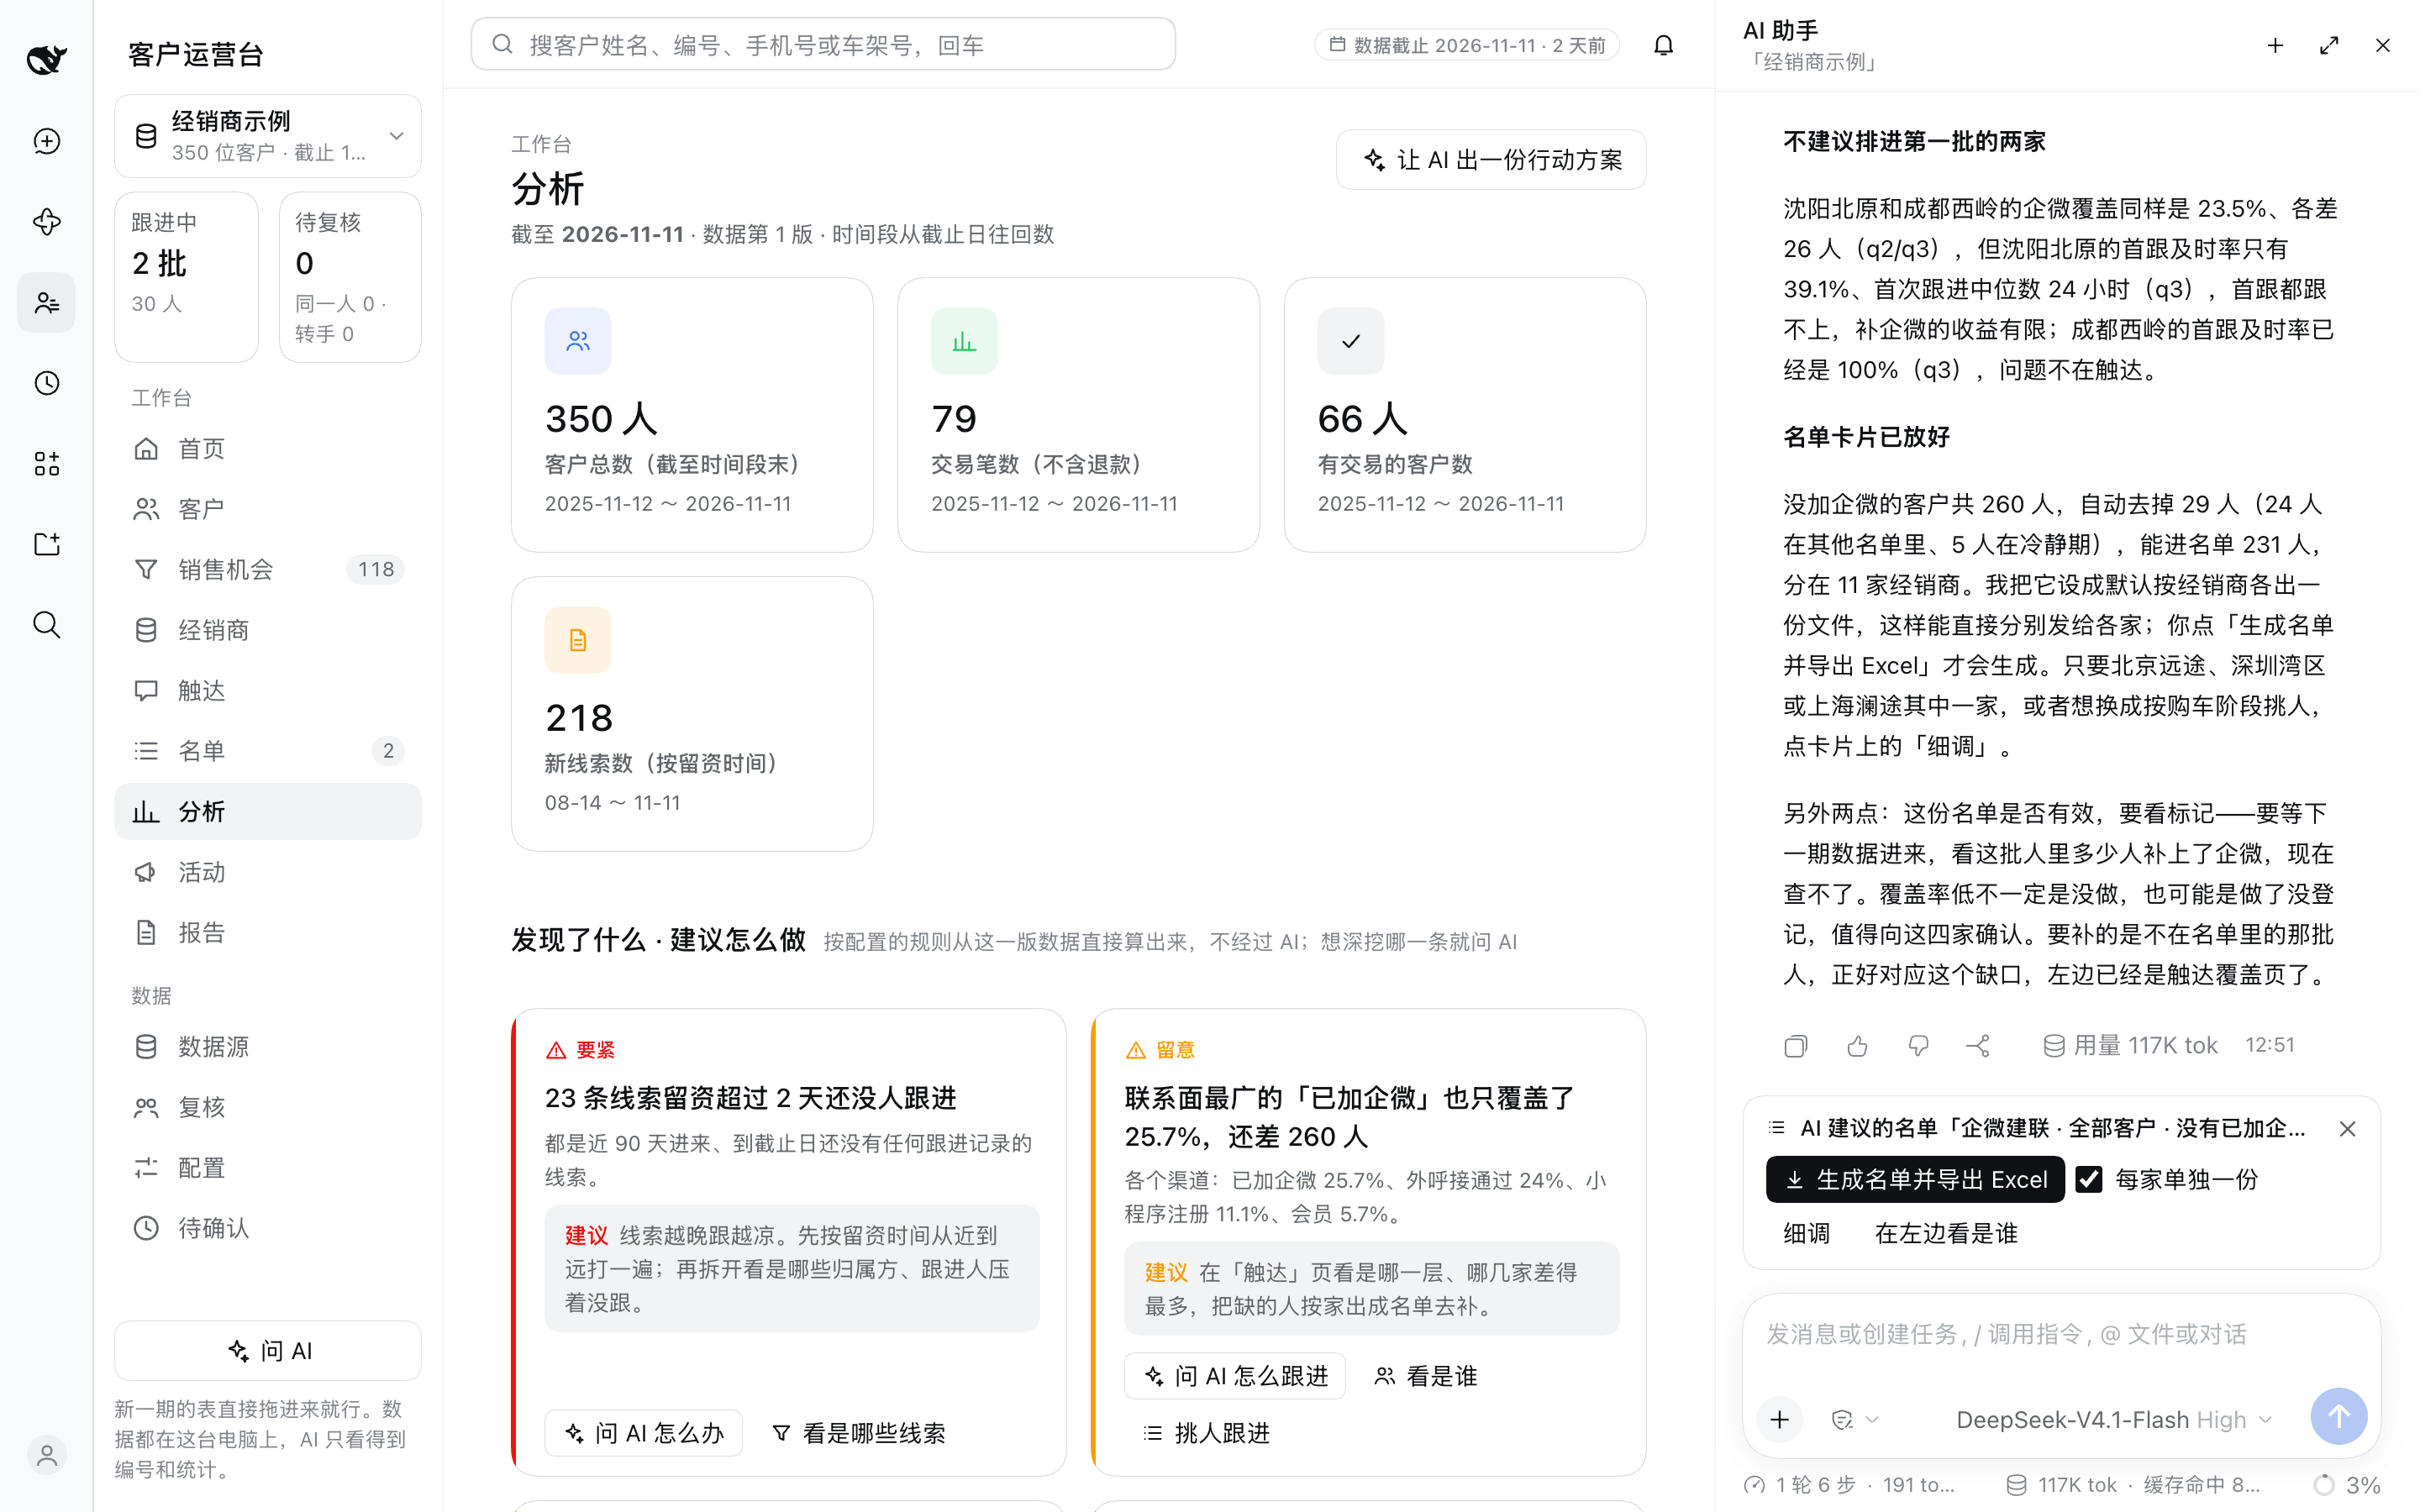 客户运营台
经销商示例
350 位客户 · 截止 1...
跟进中
2 批
30 人
待复核
0
同一人 0 ·
转手 0
工作台
首页
客户
销售机会 118
经销商
触达
名单 2
分析
活动
报告
数据
数据源
复核
配置
待确认
问 AI
新一期的表直接拖进来就行。数
据都在这台电脑上，AI 只看得到
编号和统计。
搜客户姓名、编号、手机号或车架号，回车
数据截止 2026-11-11 · 2 天前
工作台
分析
截至 2026-11-11 · 数据第 1 版 · 时间段从截止日往回数
让 AI 出一份行动方案
350 人
客户总数（截至时间段末）
2025-11-12 ～ 2026-11-11
79
交易笔数（不含退款）
2025-11-12 ～ 2026-11-11
66 人
有交易的客户数
2025-11-12 ～ 2026-11-11
218
新线索数（按留资时间）
08-14 ～ 11-11
发现了什么 · 建议怎么做 按配置的规则从这一版数据直接算出来，不经过 AI；想深挖哪一条就问 AI
要紧
23 条线索留资超过 2 天还没人跟进
都是近 90 天进来、到截止日还没有任何跟进记录的
线索。
建议 线索越晚跟越凉。先按留资时间从近到
远打一遍；再拆开看是哪些归属方、跟进人压
着没跟。
问 AI 怎么办
看是哪些线索
留意
联系面最广的「已加企微」也只覆盖了
25.7%，还差 260 人
各个渠道：已加企微 25.7%、外呼接通过 24%、小
程序注册 11.1%、会员 5.7%。
建议 在「触达」页看是哪一层、哪几家差得
最多，把缺的人按家出成名单去补。
问 AI 怎么跟进
看是谁
挑人跟进
AI 助手
「经销商示例」
不建议排进第一批的两家
沈阳北原和成都西岭的企微覆盖同样是 23.5%、各差
26 人（q2/q3），但沈阳北原的首跟及时率只有
39.1%、首次跟进中位数 24 小时（q3），首跟都跟
不上，补企微的收益有限；成都西岭的首跟及时率已
经是 100%（q3），问题不在触达。
名单卡片已放好
没加企微的客户共 260 人，自动去掉 29 人（24 人
在其他名单里、5 人在冷静期），能进名单 231 人，
分在 11 家经销商。我把它设成默认按经销商各出一
份文件，这样能直接分别发给各家；你点「生成名单
并导出 Excel」才会生成。只要北京远途、深圳湾区
或上海澜途其中一家，或者想换成按购车阶段挑人，
点卡片上的「细调」。
另外两点：这份名单是否有效，要看标记——要等下
一期数据进来，看这批人里多少人补上了企微，现在
查不了。覆盖率低不一定是没做，也可能是做了没登
记，值得向这四家确认。要补的是不在名单里的那批
人，正好对应这个缺口，左边已经是触达覆盖页了。
用量 117K tok 12:51
AI 建议的名单「企微建联 · 全部客户 · 没有已加企...
生成名单并导出 Excel
每家单独一份
细调
在左边看是谁
发消息或创建任务, / 调用指令, @ 文件或对话
DeepSeek-V4.1-Flash High
1 轮 6 步 · 191 to...
117K tok · 缓存命中 8...
3%